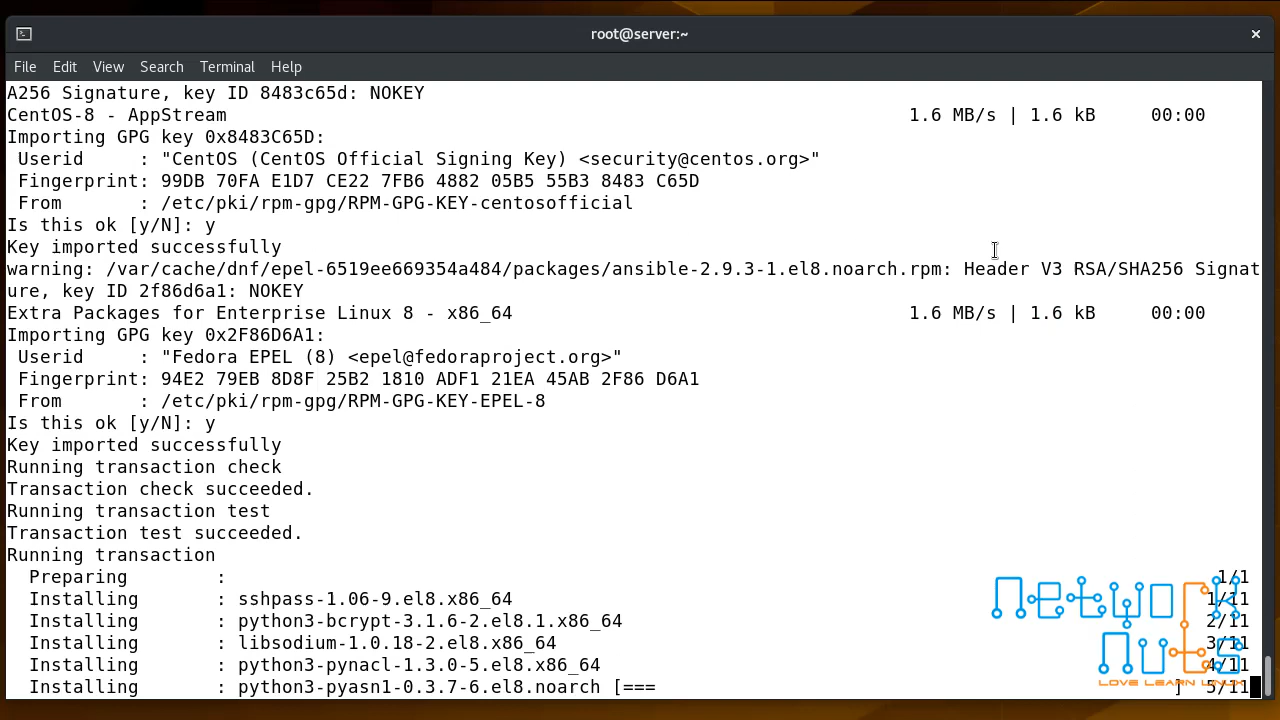 root@server:~
File Edit View Search Terminal Help
A256 Signature, key ID 8483c65d: NOKEY
CentOS-8 - AppStream 1.6 MB/s | 1.6 kB 00:00
Importing GPG key 0x8483C65D:
Userid : "CentOS (CentOS Official Signing Key) <security@centos.org>"
Fingerprint: 99DB 70FA E1D7 CE22 7FB6 4882 05B5 55B3 8483 C65D
From : /etc/pki/rpm-gpg/RPM-GPG-KEY-centosofficial
Is this ok [y/N]: y
Key imported successfully
warning: /var/cache/dnf/epel-6519ee669354a484/packages/ansible-2.9.3-1.el8.noarch.rpm: Header V3 RSA/SHA256 Signat
ure, key ID 2f86d6a1: NOKEY
Extra Packages for Enterprise Linux 8 - x86_64 1.6 MB/s | 1.6 kB 00:00
Importing GPG key 0x2F86D6A1:
Userid : "Fedora EPEL (8) <epel@fedoraproject.org>"
Fingerprint: 94E2 79EB 8D8F 25B2 1810 ADF1 21EA 45AB 2F86 D6A1
From : /etc/pki/rpm-gpg/RPM-GPG-KEY-EPEL-8
Is this ok [y/N]: y
Key imported successfully
Running transaction check
Transaction check succeeded.
Running transaction test
Transaction test succeeded.
Running transaction
Preparing : 1/1
Installing : sshpass-1.06-9.el8.x86_64 1/11
Installing : python3-bcrypt-3.1.6-2.el8.1.x86_64 2/11
Installing : libsodium-1.0.18-2.el8.x86_64 3/11
Installing : python3-pynacl-1.3.0-5.el8.x86_64 4/11
Installing : python3-pyasn1-0.3.7-6.el8.noarch [=== ] 5/11
network
nuts
LOVE LEARN LINUX